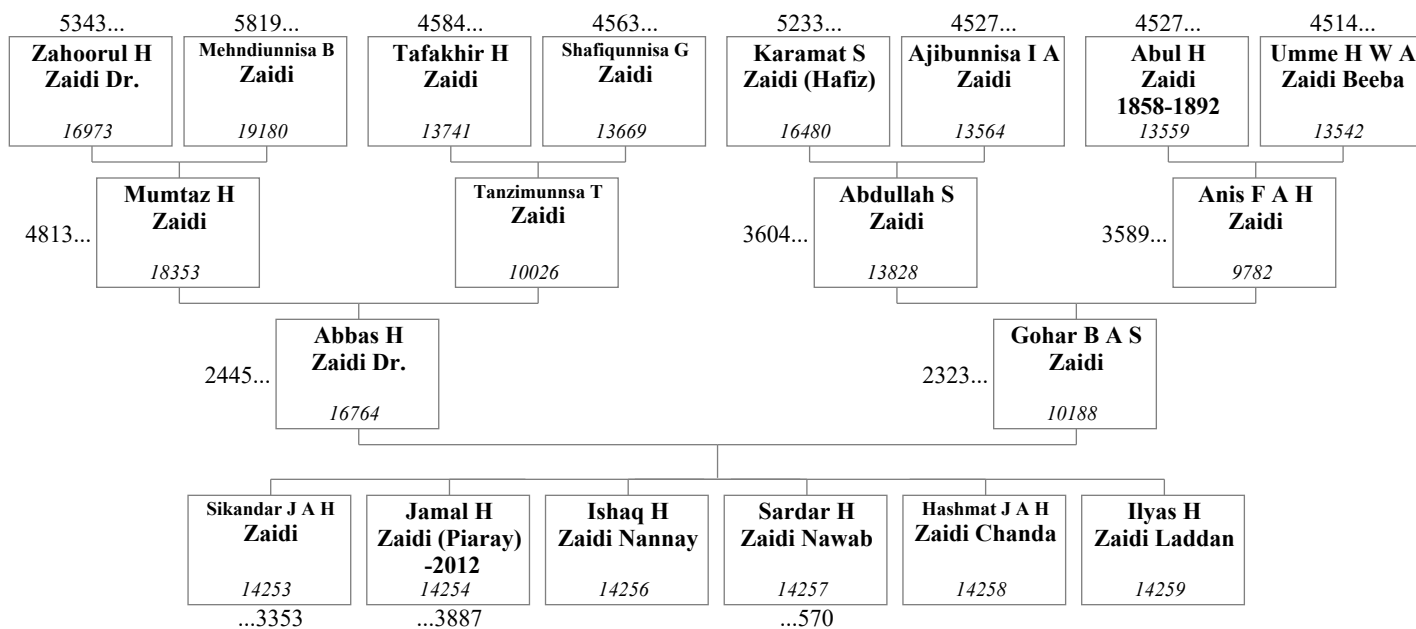 5343...
5819...
4584...
4563...
5233...
4527...
4527...
4514...
Zahoorul H
Zaidi Dr.
16973
Mehndiunnisa B
Zaidi
19180
Tafakhir H
Zaidi
13741
Shafiqunnisa G
Zaidi
13669
Karamat S
Zaidi (Hafiz)
16480
Ajibunnisa I A
Zaidi
13564
Abul H
Zaidi
1858-1892
13559
Umme H W A
Zaidi Beeba
13542
4813...
Mumtaz H
Zaidi
18353
Tanzimunnsa T
Zaidi
10026
3604...
Abdullah S
Zaidi
13828
3589...
Anis F A H
Zaidi
9782
2445...
Abbas H
Zaidi Dr.
16764
2323...
Gohar B A S
Zaidi
10188
Sikandar J A H
Zaidi
14253
...3353
Jamal H
Zaidi (Piaray)
-2012
14254
...3887
Ishaq H
Zaidi Nannay
14256
Sardar H
Zaidi Nawab
14257
...570
Hashmat J A H
Zaidi Chanda
14258
Ilyas H
Zaidi Laddan
14259